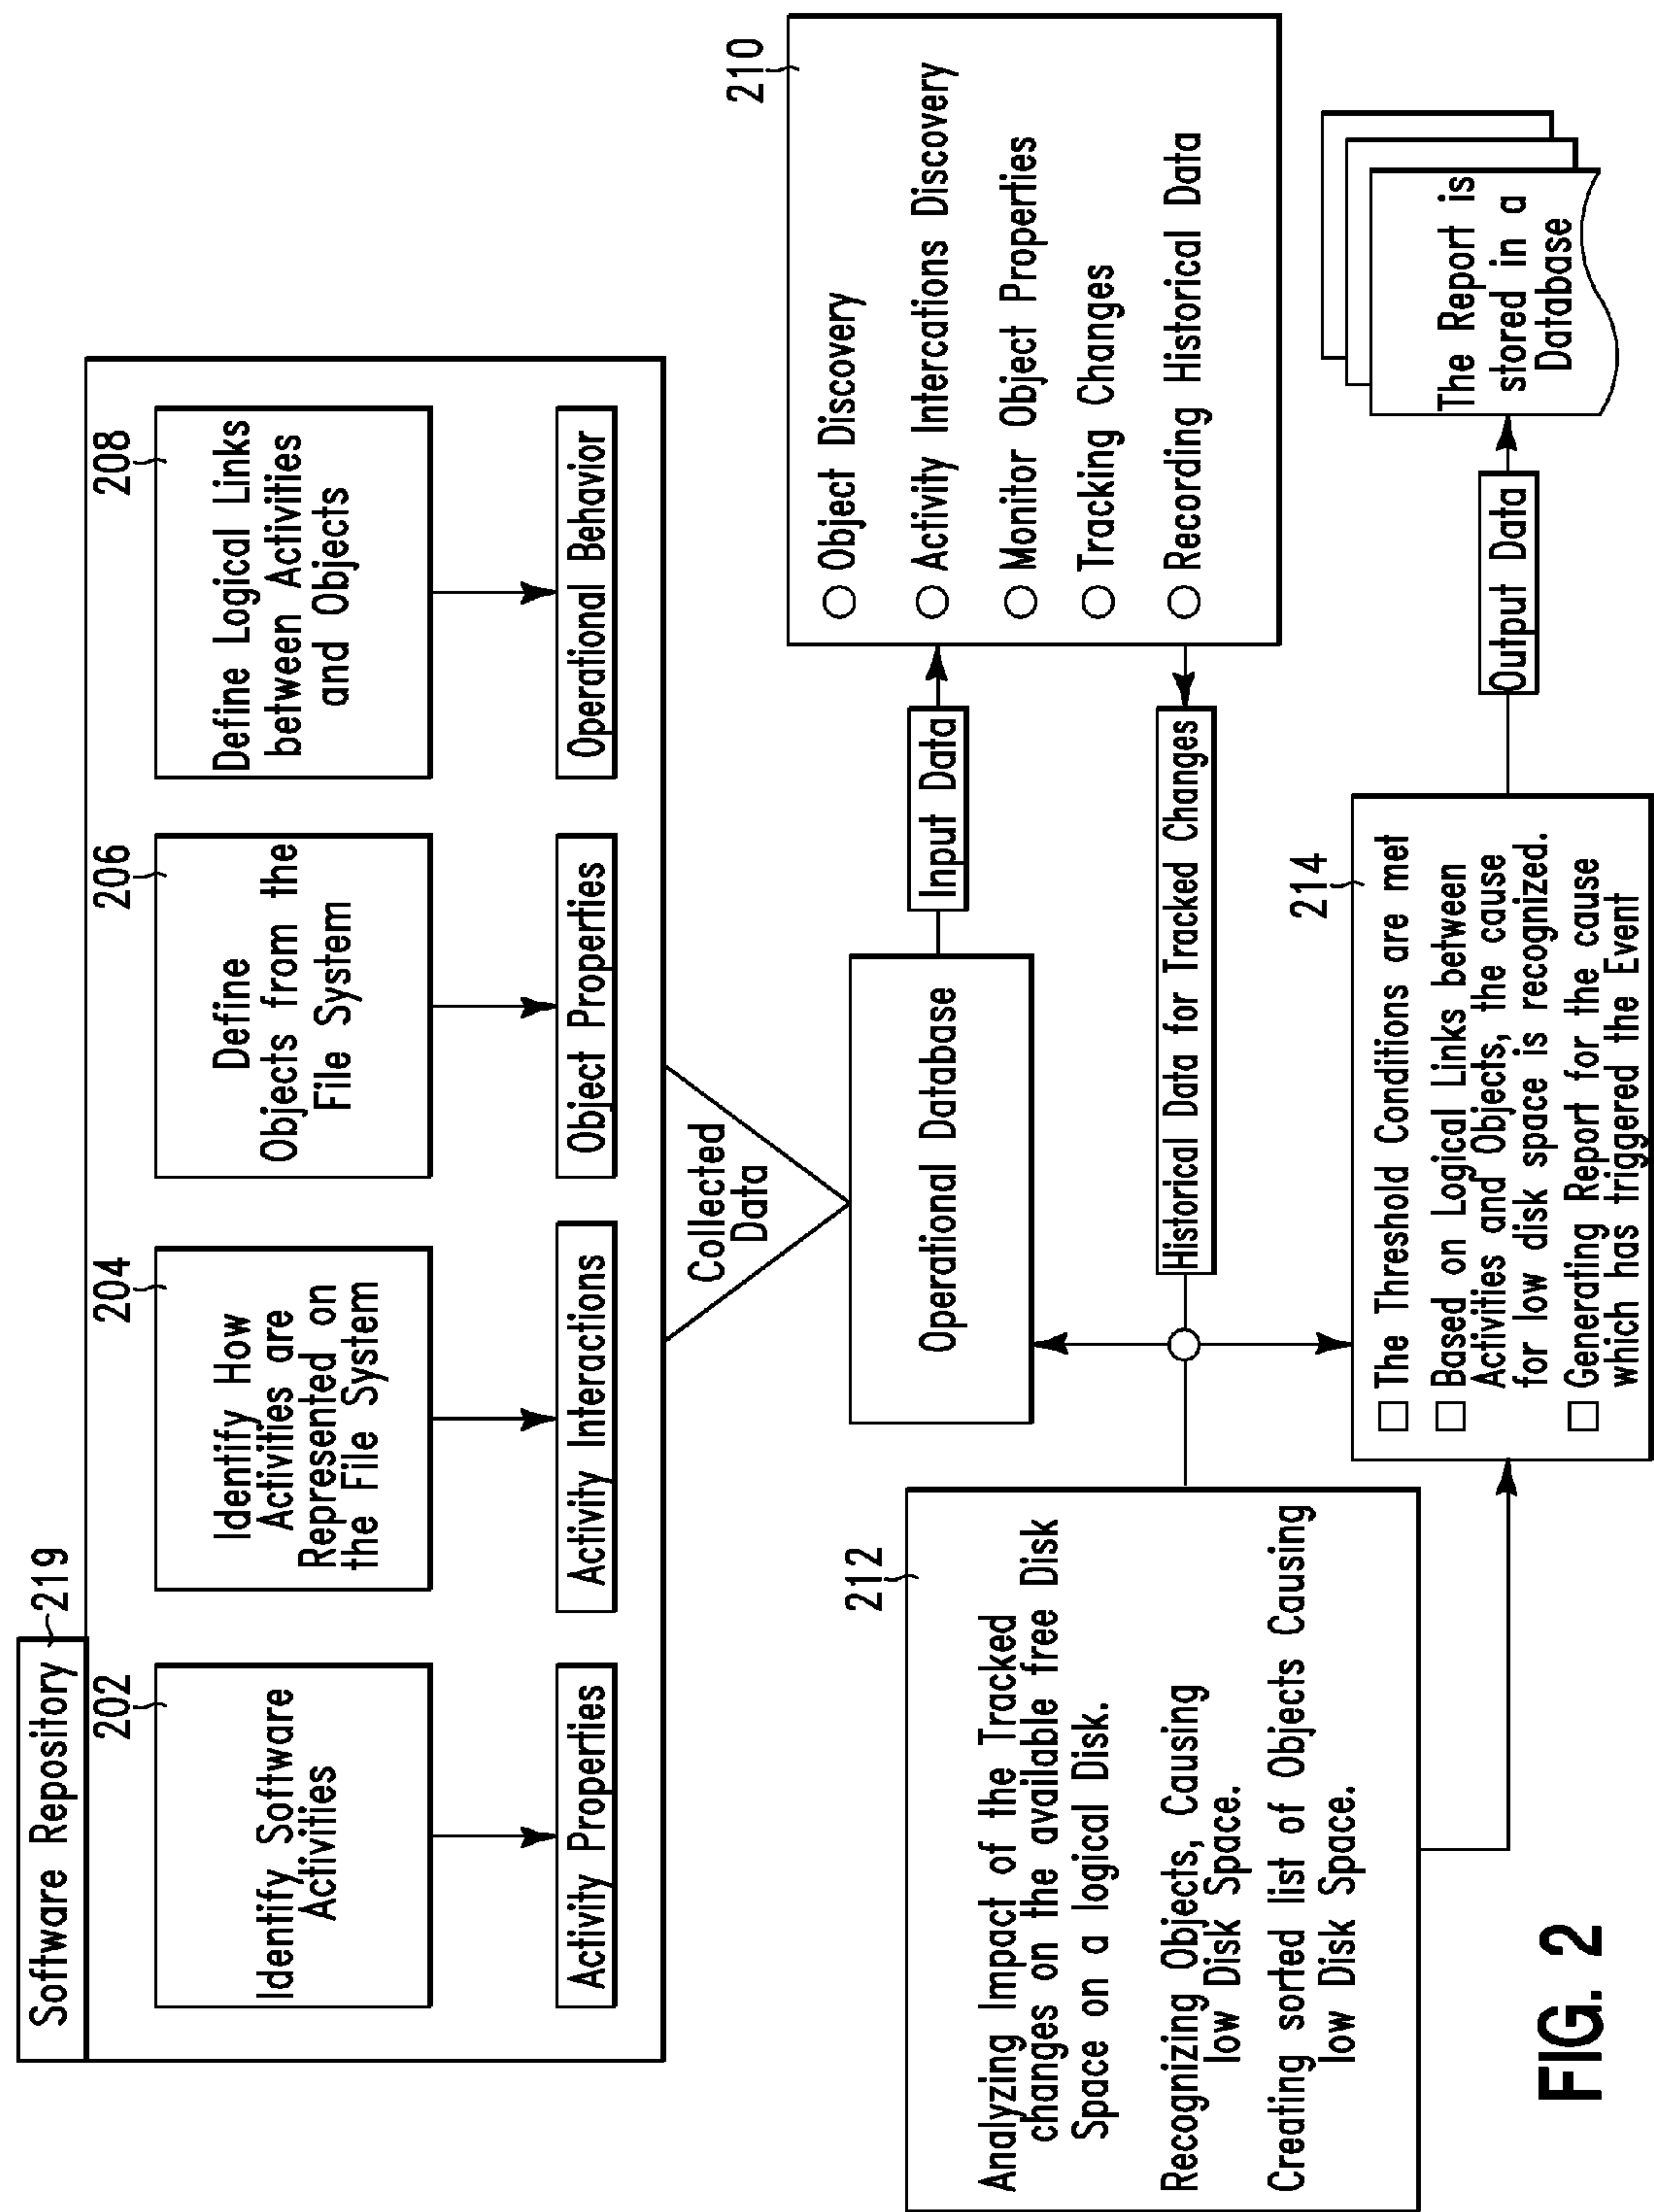 Software Repository
219
202
Identify Software
Activities
Activity Properties
204
Identify How
Activities are
Represented on
the File System
Activity Interactions
206
Define
Objects from the
File System
Object Properties
208
Define Logical Links
between Activities
and Objects
Operational Behavior
Collected
Data
Operational Database
Input Data
210
Object Discovery
Activity Intercations Discovery
Monitor Object Properties
Tracking Changes
Recording Historical Data
Historical Data for Tracked Changes
212
Analyzing Impact of the Tracked
changes on the available free Disk
Space on a logical Disk.
Recognizing Objects, Causing
low Disk Space.
Creating sorted list of Objects Causing
low Disk Space.
214
The Threshold Conditions are met
Based on Logical Links between
Activities and Objects, the cause
for low disk space is recognized.
Generating Report for the cause
which has triggered the Event
Output Data
The Report is
stored in a
Database
FIG. 2